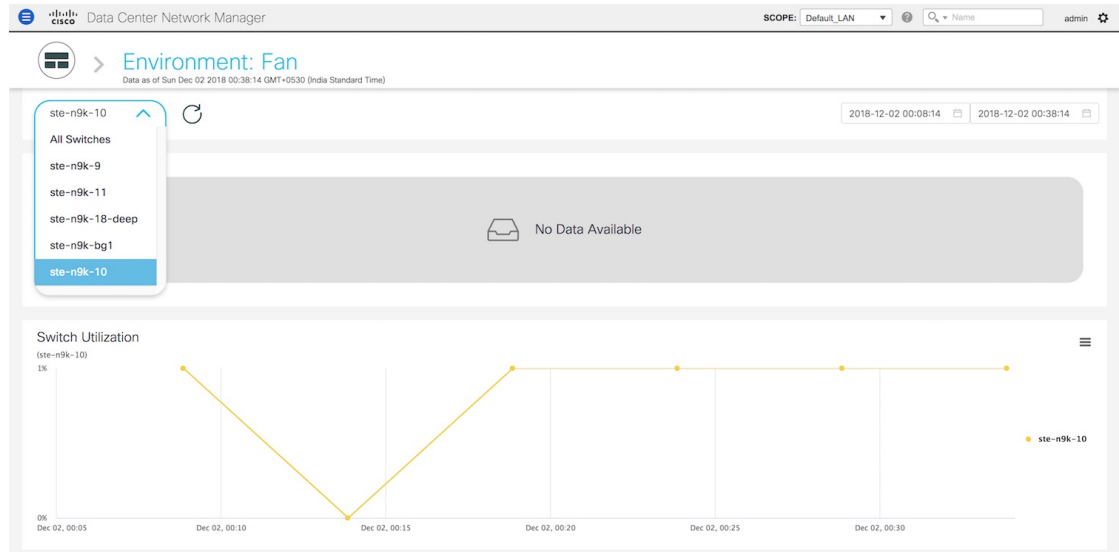 cisco Data Center Network Manager
SCOPE: Default_LAN
Name
admin
Environment: Fan
Data as of Sun Dec 02 2018 00:38:14 GMT+0530 (India Standard Time)
ste-n9k-10
2018-12-02 00:08:14
2018-12-02 00:38:14
All Switches
ste-n9k-9
ste-n9k-11
ste-n9k-18-deep
ste-n9k-bg1
ste-n9k-10
No Data Available
Switch Utilization
(ste-n9k-10)
1%
ste-n9k-10
0%
Dec 02, 00:05
Dec 02, 00:10
Dec 02, 00:15
Dec 02, 00:20
Dec 02, 00:25
Dec 02, 00:30